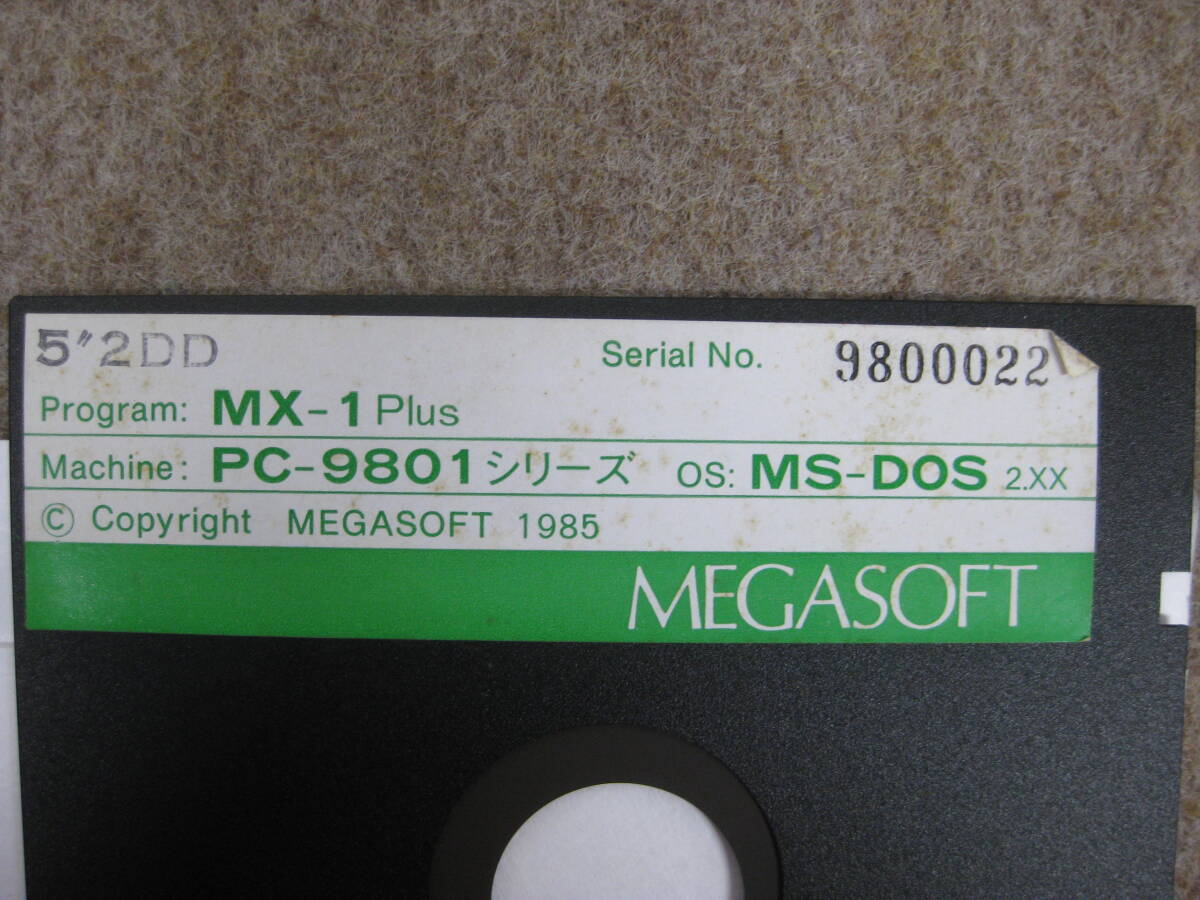 5"2DD Serial No. 9800022
Program: MX-1 Plus
Machine: PC-9801シリーズ OS: MS-DOS 2.XX
© Copyright MEGASOFT 1985
MEGASOFT